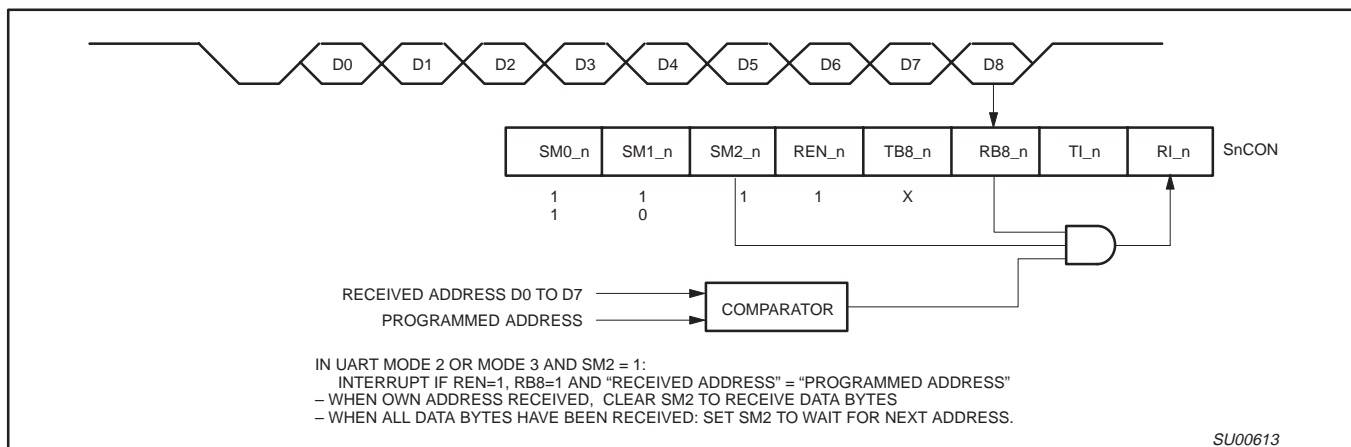 D0 D1 D2 D3 D4 D5 D6 D7 D8
SM0_n SM1_n SM2_n REN_n TB8_n RB8_n TI_n RI_n SnCON
1 1 1 1 X
1 0
RECEIVED ADDRESS D0 TO D7
COMPARATOR
PROGRAMMED ADDRESS
IN UART MODE 2 OR MODE 3 AND SM2 = 1:
INTERRUPT IF REN=1, RB8=1 AND “RECEIVED ADDRESS” = “PROGRAMMED ADDRESS”
– WHEN OWN ADDRESS RECEIVED, CLEAR SM2 TO RECEIVE DATA BYTES
– WHEN ALL DATA BYTES HAVE BEEN RECEIVED: SET SM2 TO WAIT FOR NEXT ADDRESS.
SU00613